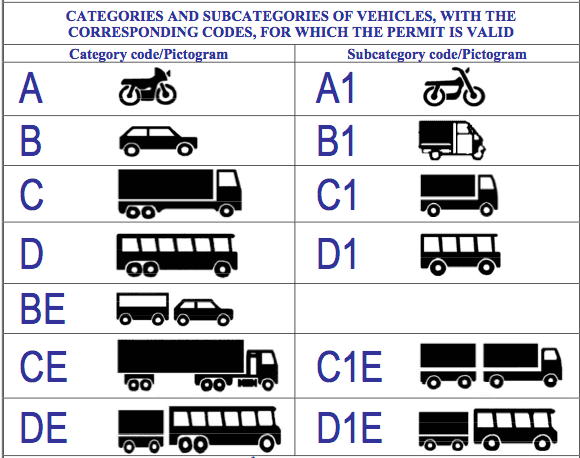 CATEGORIES AND SUBCATEGORIES OF VEHICLES, WITH THE
CORRESPONDING CODES, FOR WHICH THE PERMIT IS VALID
Category code/Pictogram Subcategory code/Pictogram
A A1
B B1
C C1
D D1
BE
CE C1E
DE D1E